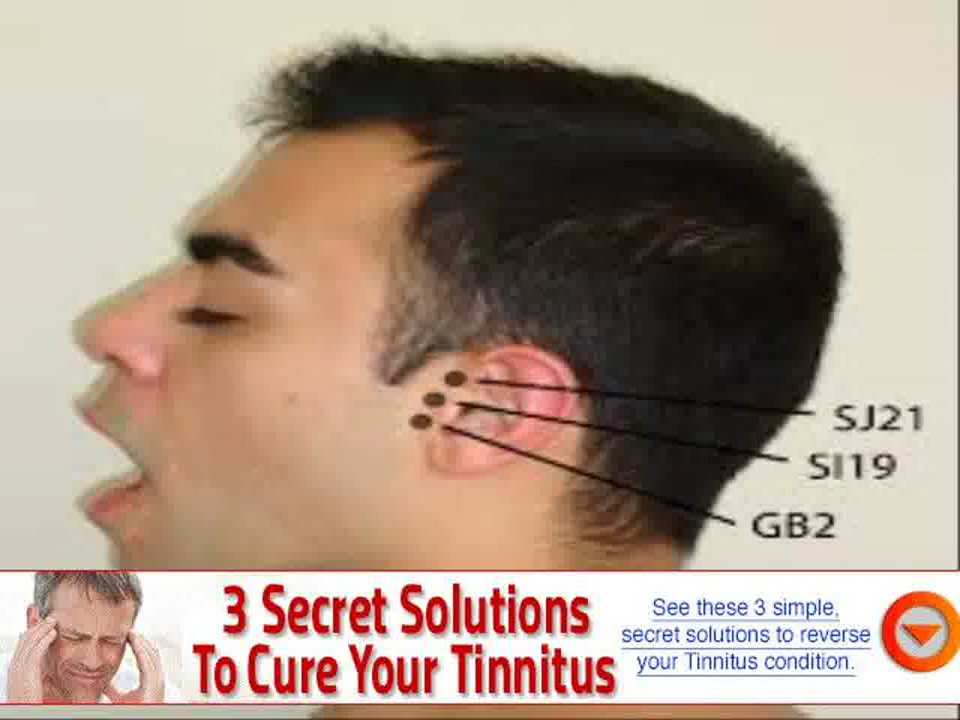 SJ21
SI19
GB2
3 Secret Solutions
To Cure Your Tinnitus
See these 3 simple,
secret solutions to reverse
your Tinnitus condition.